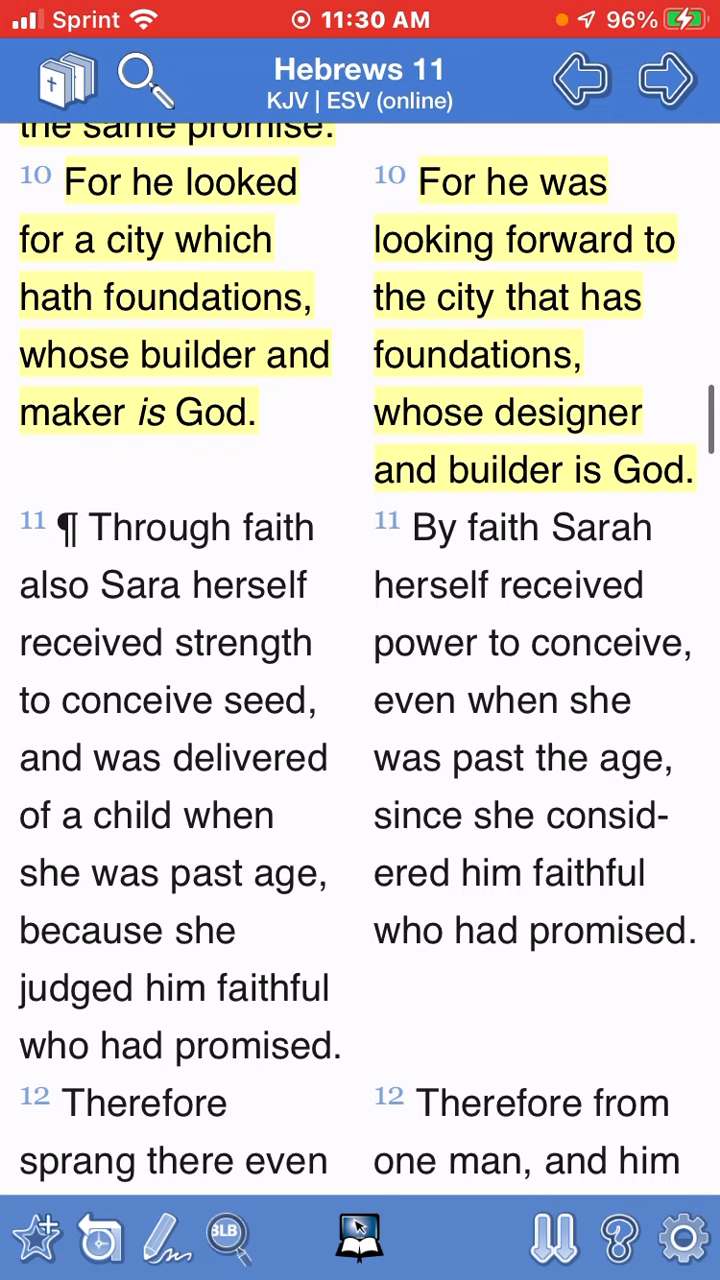 Sprint 11:30 AM 96%
Hebrews 11
KJV | ESV (online)
the same promise:
10 For he looked
for a city which
hath foundations,
whose builder and
maker is God.
10 For he was
looking forward to
the city that has
foundations,
whose designer
and builder is God.
11 ¶ Through faith
also Sara herself
received strength
to conceive seed,
and was delivered
of a child when
she was past age,
because she
judged him faithful
who had promised.
11 By faith Sarah
herself received
power to conceive,
even when she
was past the age,
since she consid-
ered him faithful
who had promised.
12 Therefore
sprang there even
12 Therefore from
one man, and him
BLB